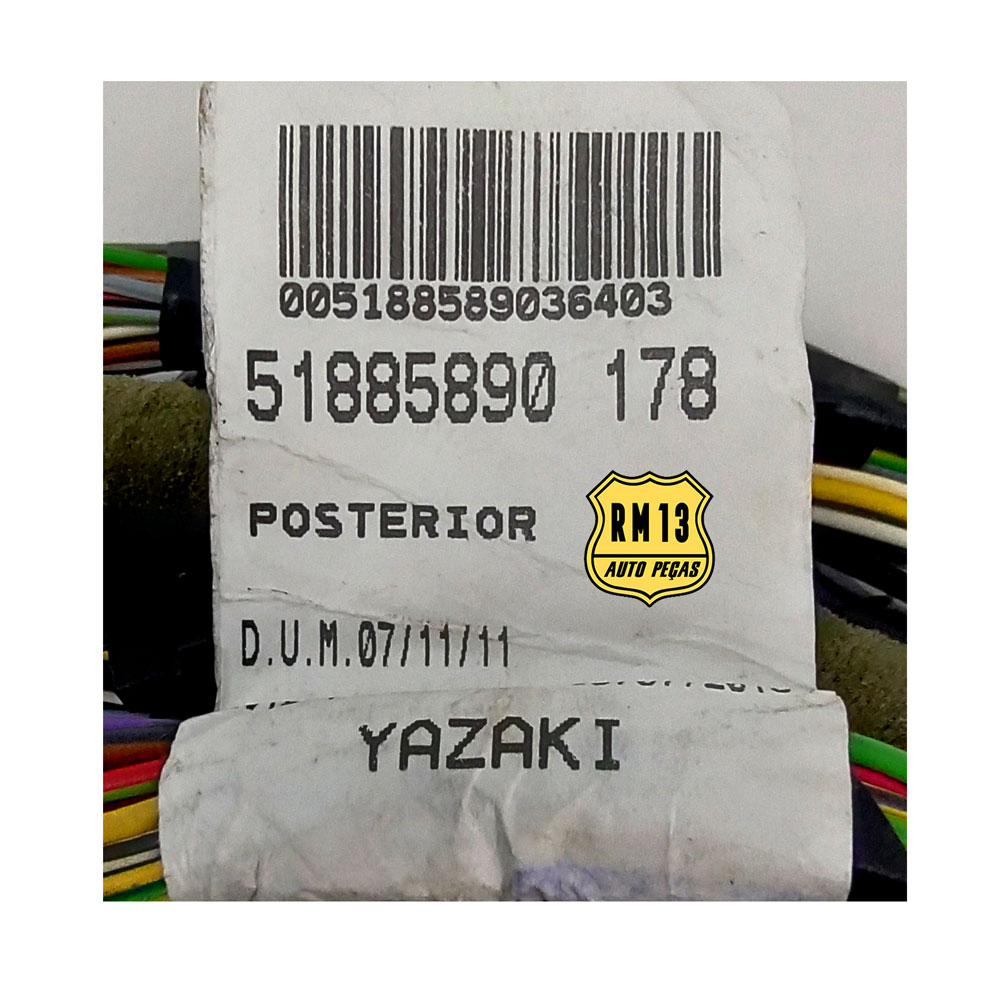 005188589036403
51885890 178
POSTERIOR
RM 13
AUTO PEÇAS
D.U.M.07/11/11
YAZAKI